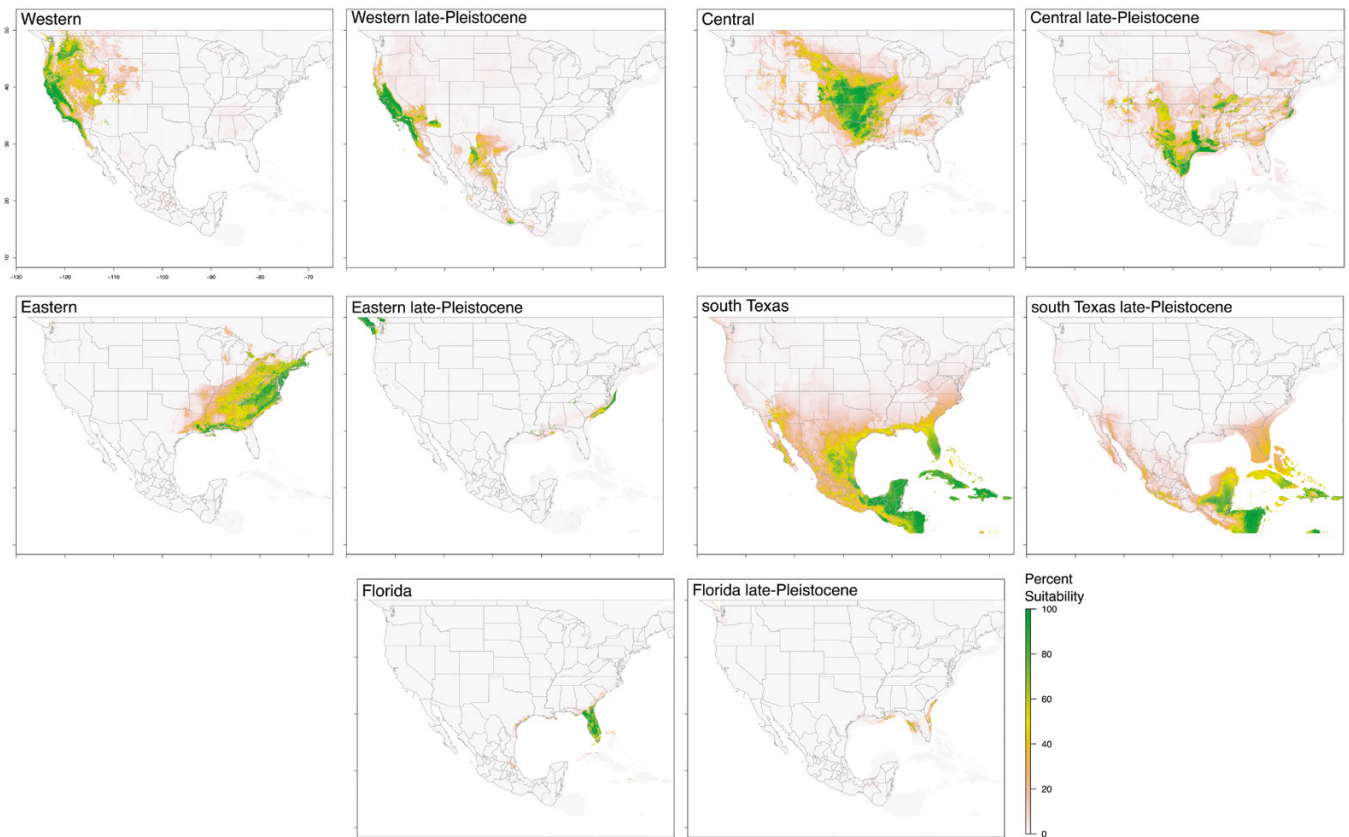 Western
Western late-Pleistocene
Central
Central late-Pleistocene
50
40
30
20
10
-130
-120
-110
-100
-90
-80
-70
Eastern
Eastern late-Pleistocene
south Texas
south Texas late-Pleistocene
Florida
Florida late-Pleistocene
Percent
Suitability
100
80
60
40
20
0